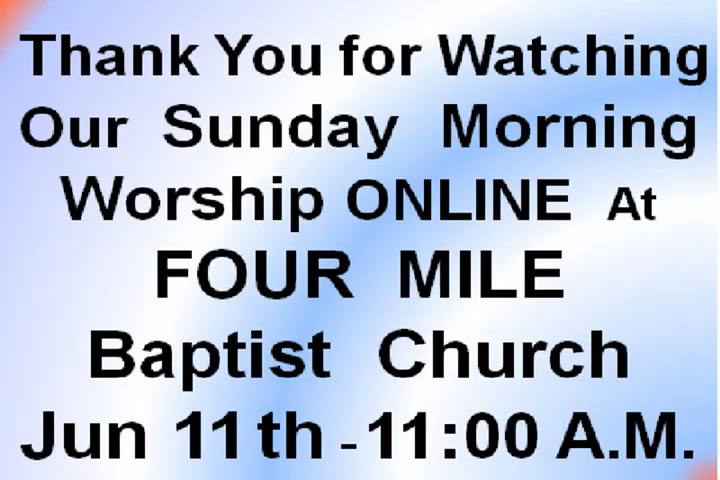 Thank You for Watching
Our Sunday Morning
Worship ONLINE At
FOUR MILE
Baptist Church
Jun 11th - 11:00 A.M.